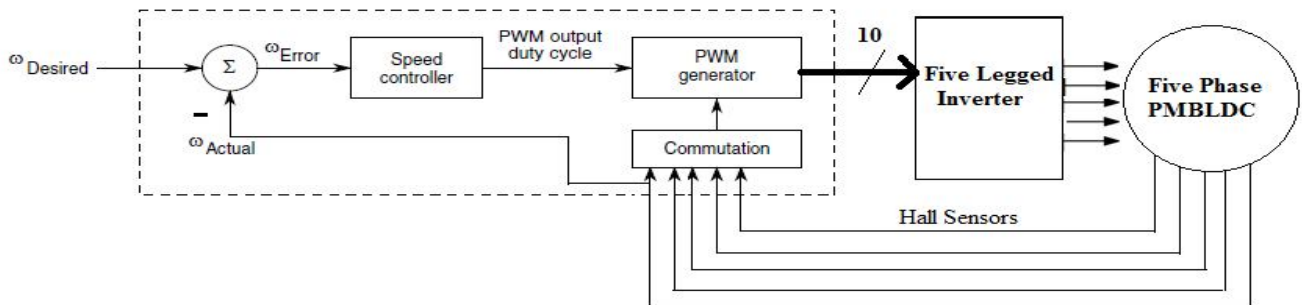 ω Desired
Σ
ω Error
Speed
controller
PWM output
duty cycle
PWM
generator
10
Five Legged
Inverter
Five Phase
PMBLDC
−
ω Actual
Commutation
Hall Sensors